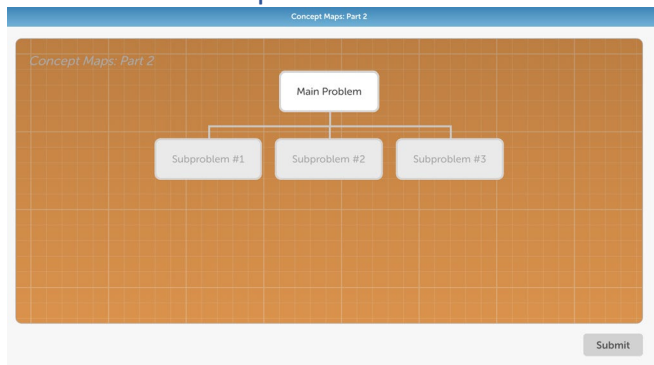 Concept Maps: Part 2
Concept Maps: Part 2
Main Problem
Subproblem #1 Subproblem #2 Subproblem #3
Submit